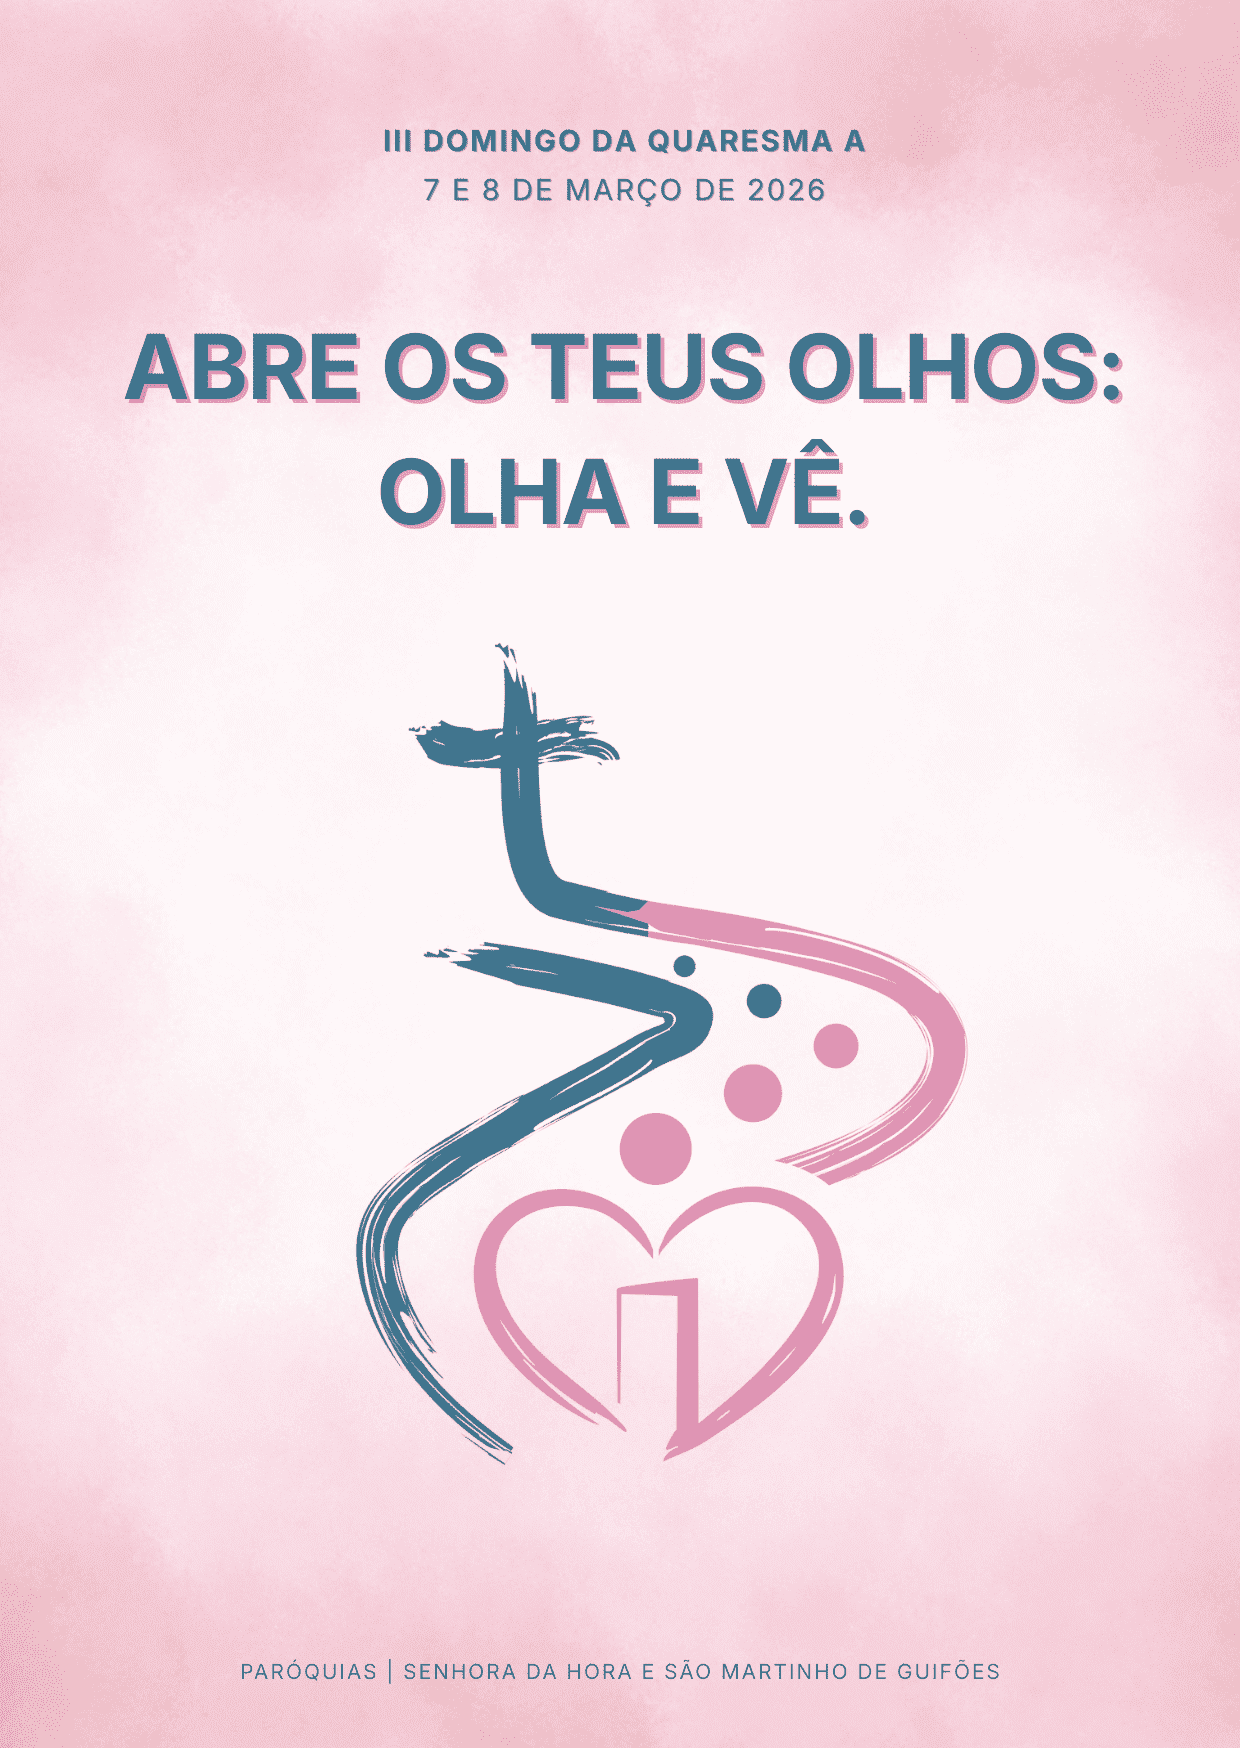 III DOMINGO DA QUARESMA A
7 E 8 DE MARÇO DE 2026
ABRE OS TEUS OLHOS:
OLHA E VÊ.
PARÓQUIAS | SENHORA DA HORA E SÃO MARTINHO DE GUIFÕES